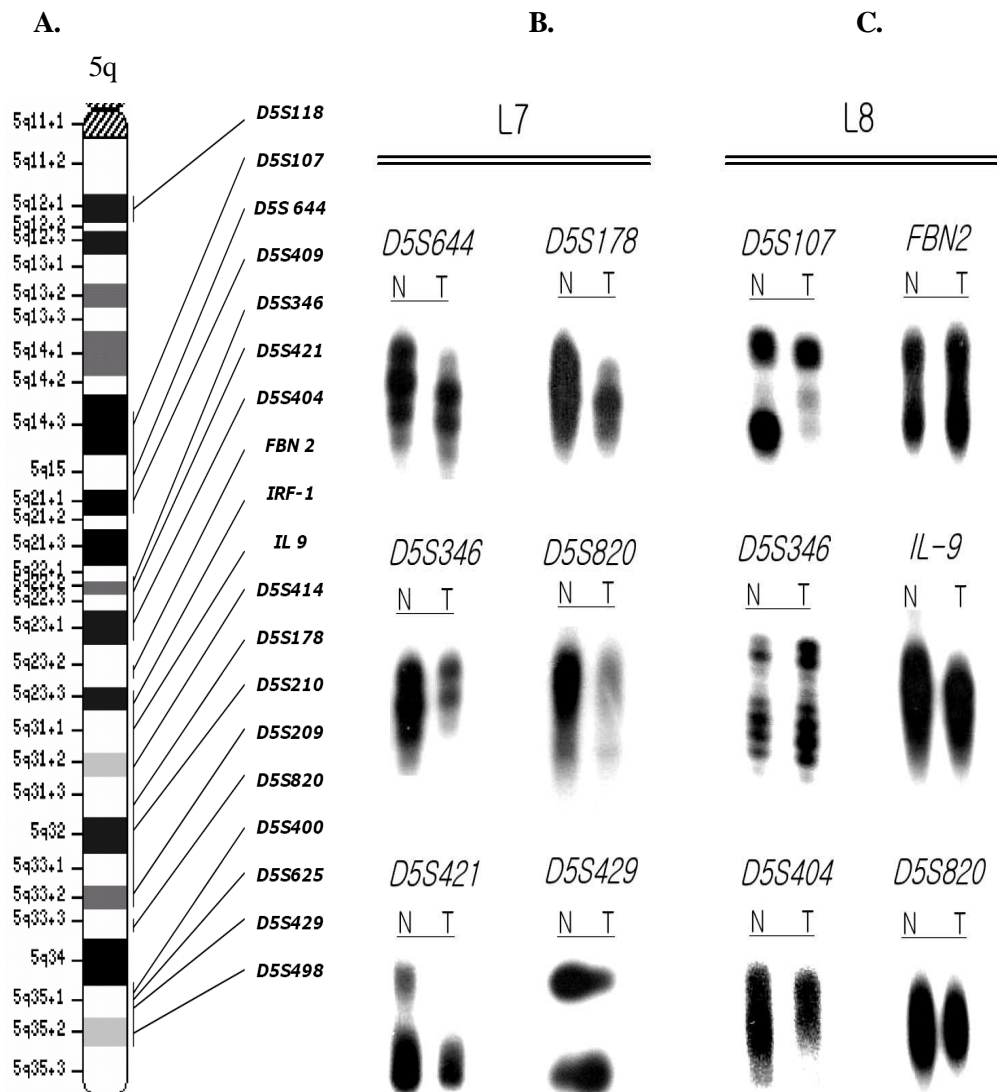 A.
B.
C.
5q
5q11+1
5q11+2
5q12+1
5q12+2
5q12+3
5q13+1
5q13+2
5q13+3
5q14+1
5q14+2
5q14+3
5q15
5q21+1
5q21+2
5q21+3
5q22+1
5q22+2
5q22+3
5q23+1
5q23+2
5q23+3
5q31+1
5q31+2
5q31+3
5q32
5q33+1
5q33+2
5q33+3
5q34
5q35+1
5q35+2
5q35+3
D5S118
D5S107
D5S 644
D5S409
D5S346
D5S421
D5S404
FBN 2
IRF-1
IL 9
D5S414
D5S178
D5S210
D5S209
D5S820
D5S400
D5S625
D5S429
D5S498
L7
D5S644 D5S178
N T N T
D5S346 D5S820
N T N T
D5S421 D5S429
N T N T
L8
D5S107 FBN2
N T N T
D5S346 IL-9
N T N T
D5S404 D5S820
N T N T